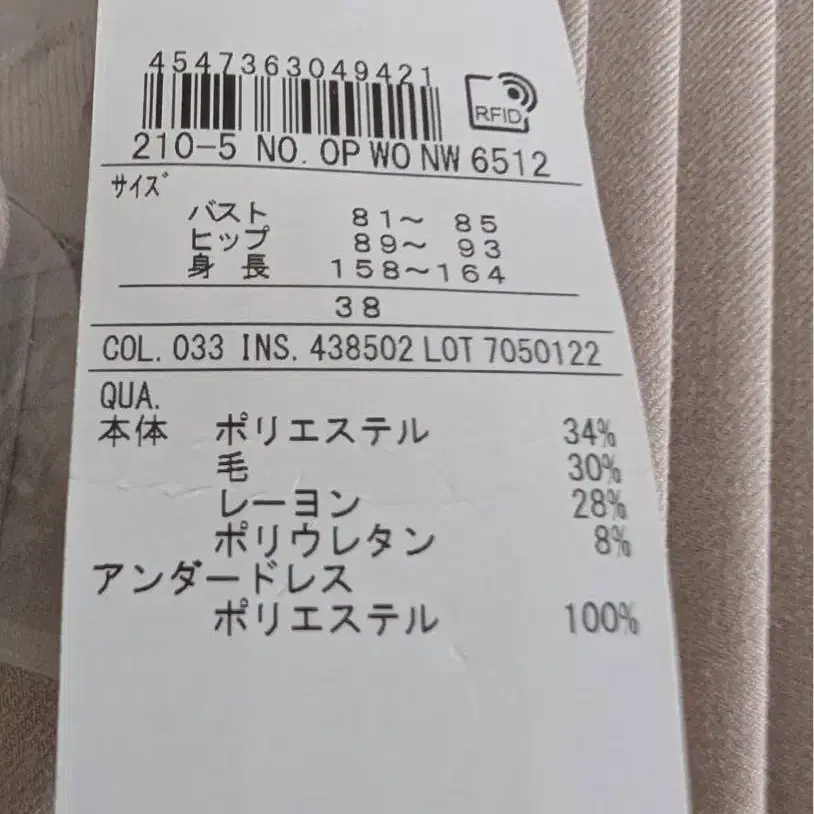 4547363049421
RFID
210-5 NO. OP WO NW 6512
サイズ
バスト 81～ 85
ヒップ 89～ 93
身 長 158～164
38
COL. 033 INS. 438502 LOT 7050122
QUA.
本体 ポリエステル 34%
毛 30%
レーヨン 28%
ポリウレタン 8%
アンダードレス
ポリエステル 100%